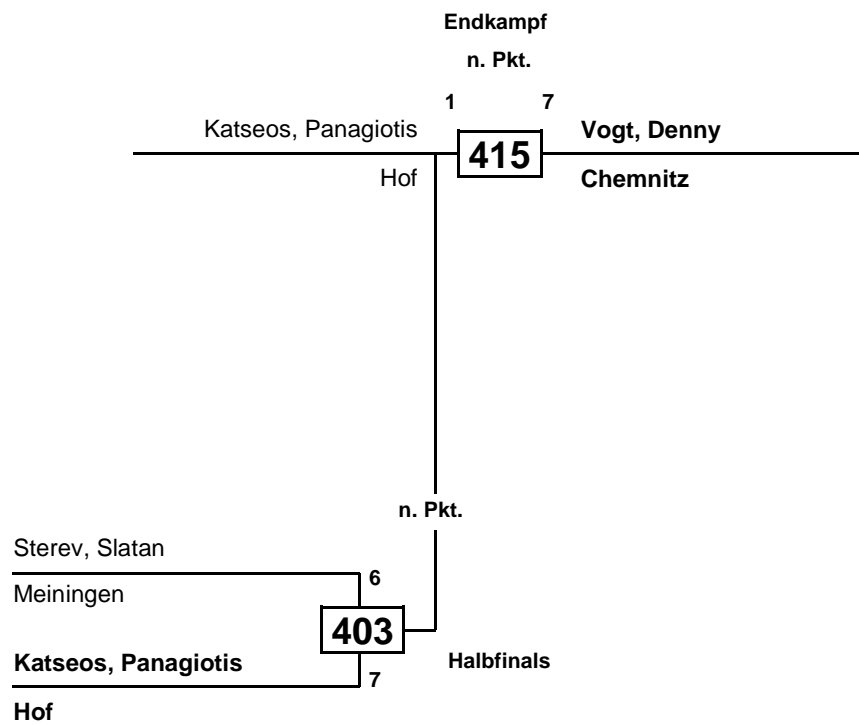 Endkampf
n. Pkt.
1 7
Katseos, Panagiotis 415 Vogt, Denny
Hof Chemnitz
n. Pkt.
Sterev, Slatan
6
Meiningen
403
Katseos, Panagiotis Halbfinals
7
Hof